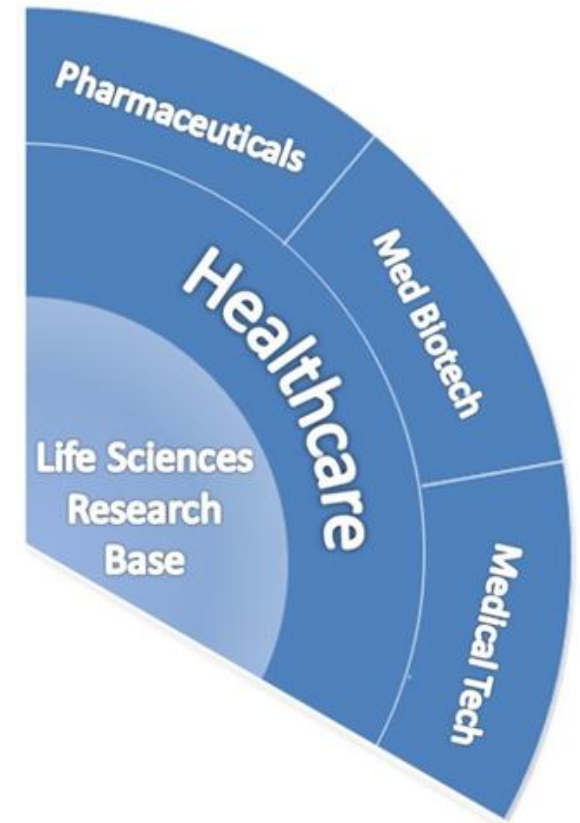 Pharmaceuticals
Med Biotech
Healthcare
Life Sciences
Research
Base
Medical Tech